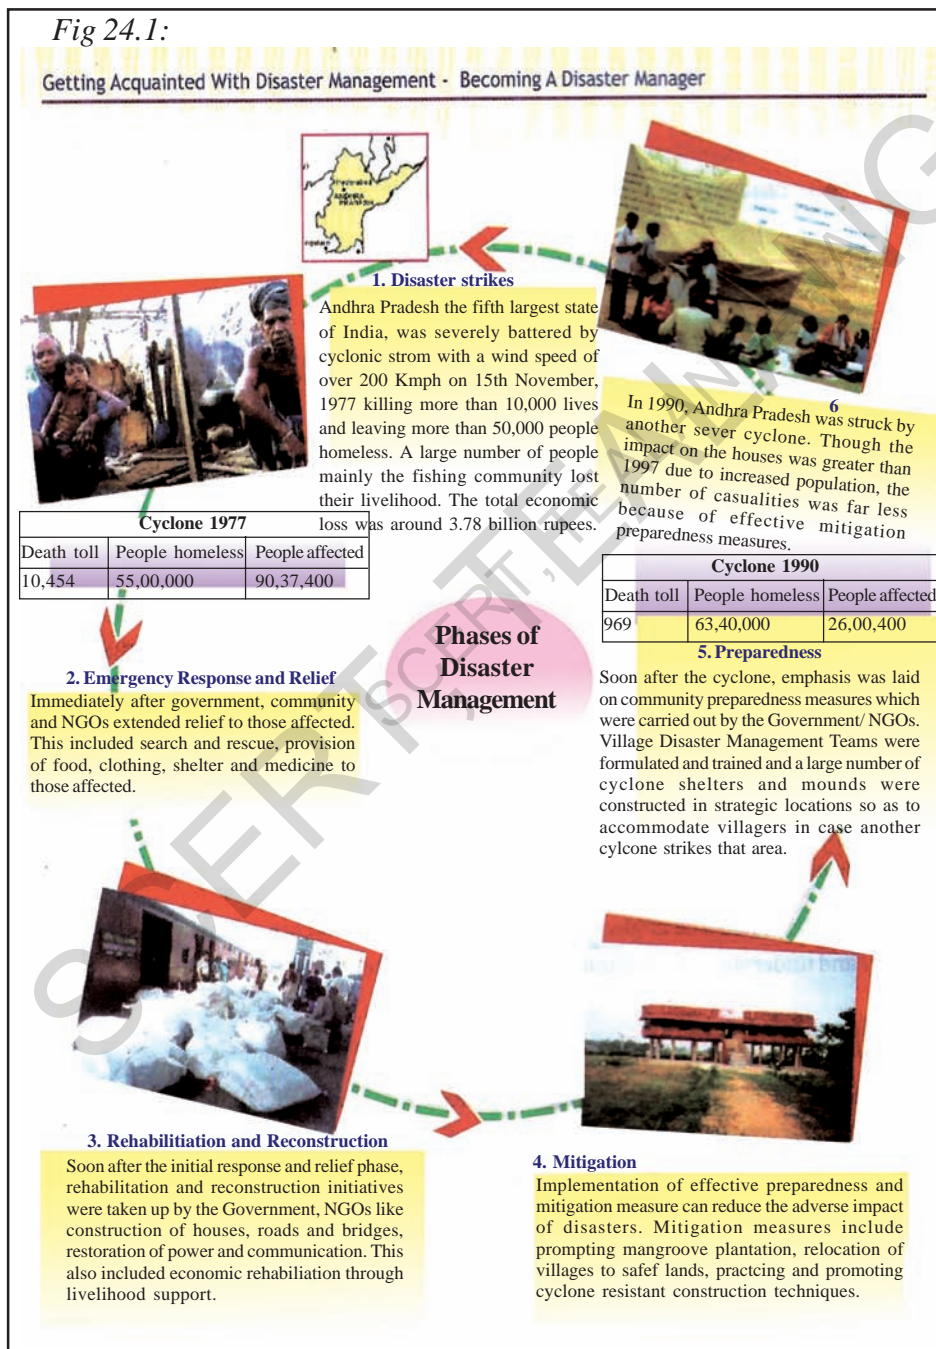 Fig 24.1:
Getting Acquainted With Disaster Management - Becoming A Disaster Manager
HYDERABAD
ANDHRA
PRADESH
1. Disaster strikes
Andhra Pradesh the fifth largest state
of India, was severely battered by
cyclonic strom with a wind speed of
over 200 Kmph on 15th November,
1977 killing more than 10,000 lives
and leaving more than 50,000 people
homeless. A large number of people
mainly the fishing community lost
their livelihood. The total economic
loss was around 3.78 billion rupees.
Cyclone 1977
Death toll People homeless People affected
10,454 55,00,000 90,37,400
2. Emergency Response and Relief
Immediately after government, community
and NGOs extended relief to those affected.
This included search and rescue, provision
of food, clothing, shelter and medicine to
those affected.
Phases of
Disaster
Management
3. Rehabilitiation and Reconstruction
Soon after the initial response and relief phase,
rehabilitation and reconstruction initiatives
were taken up by the Government, NGOs like
construction of houses, roads and bridges,
restoration of power and communication. This
also included economic rehabiliation through
livelihood support.
4. Mitigation
Implementation of effective preparedness and
mitigation measure can reduce the adverse impact
of disasters. Mitigation measures include
prompting mangroove plantation, relocation of
villages to safef lands, practcing and promoting
cyclone resistant construction techniques.
5. Preparedness
Soon after the cyclone, emphasis was laid
on community preparedness measures which
were carried out by the Government/ NGOs.
Village Disaster Management Teams were
formulated and trained and a large number of
cyclone shelters and mounds were
constructed in strategic locations so as to
accommodate villagers in case another
cylcone strikes that area.
6
In 1990, Andhra Pradesh was struck by
another sever cyclone. Though the
impact on the houses was greater than
1997 due to increased population, the
number of casualities was far less
because of effective mitigation
preparedness measures.
Cyclone 1990
Death toll People homeless People affected
969 63,40,000 26,00,400
SCERT, TELANGANA